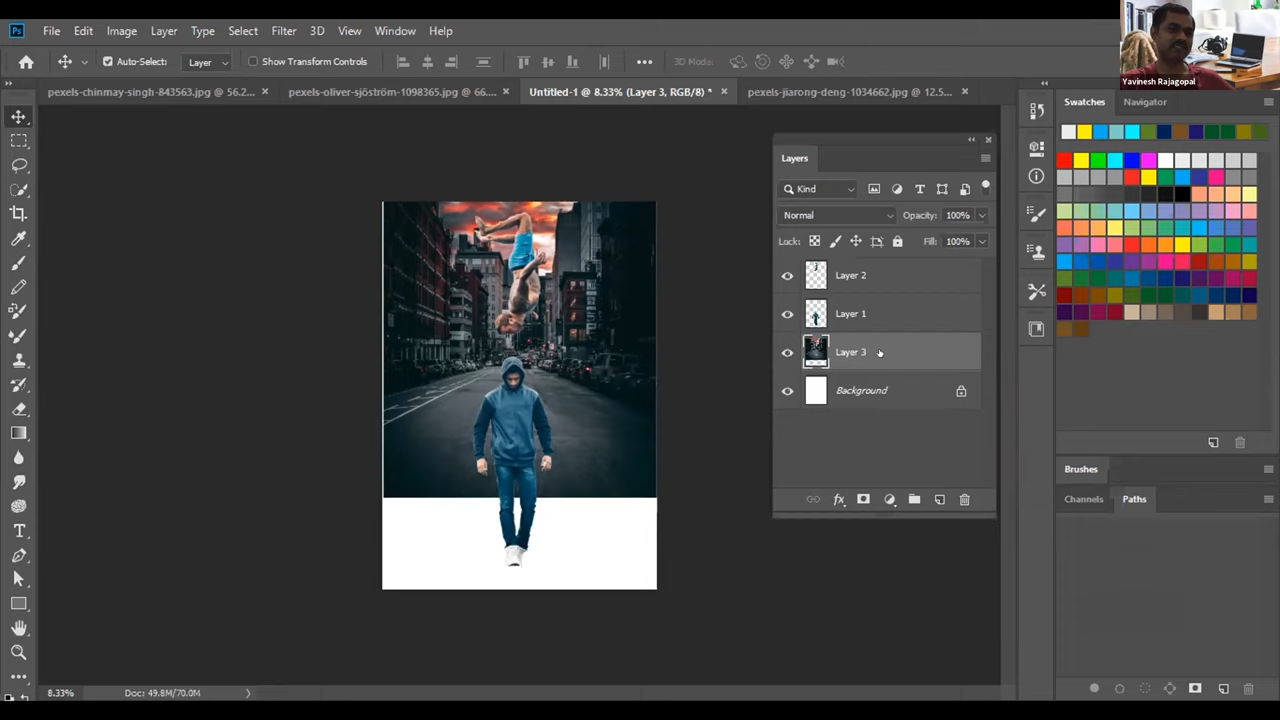 Ps File Edit Image Layer Type Select Filter 3D View Window Help
Yavinesh Rajagopal
Auto-Select: Layer Show Transform Controls 3D Mode:
pexels-chinmay-singh-843563.jpg @ 56.2... pexels-oliver-sjöström-1098365.jpg @ 66.... Untitled-1 @ 8.33% (Layer 3, RGB/8) * pexels-jiarong-deng-1034662.jpg @ 12.5...
Swatches Navigator
Layers
Kind
Normal Opacity: 100%
Lock: Fill: 100%
Layer 2
Layer 1
Layer 3
Background
fx
Brushes
Channels Paths
8.33% Doc: 49.8M/70.0M